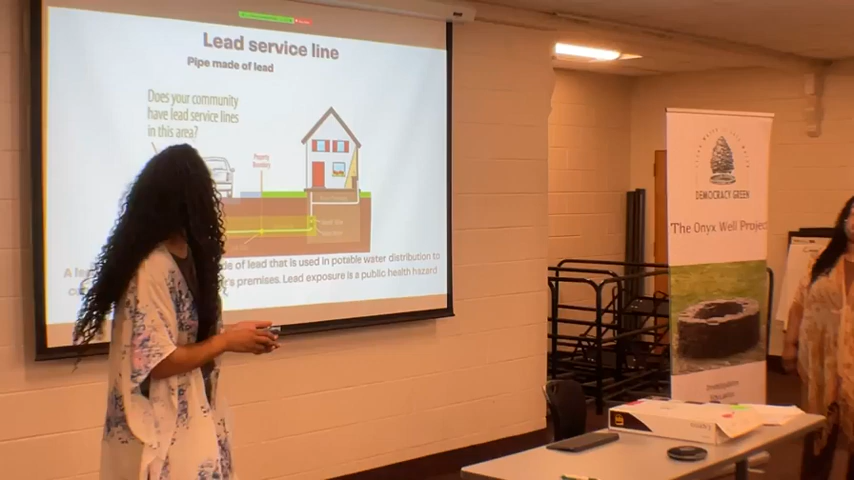 Lead service line
Pipe made of lead
Does your community
have lead service lines
in this area?
Property
Boundary
de of lead that is used in potable water distribution to
r's premises. Lead exposure is a public health hazard
DEMOCRACY GREEN
The Onyx Well Project